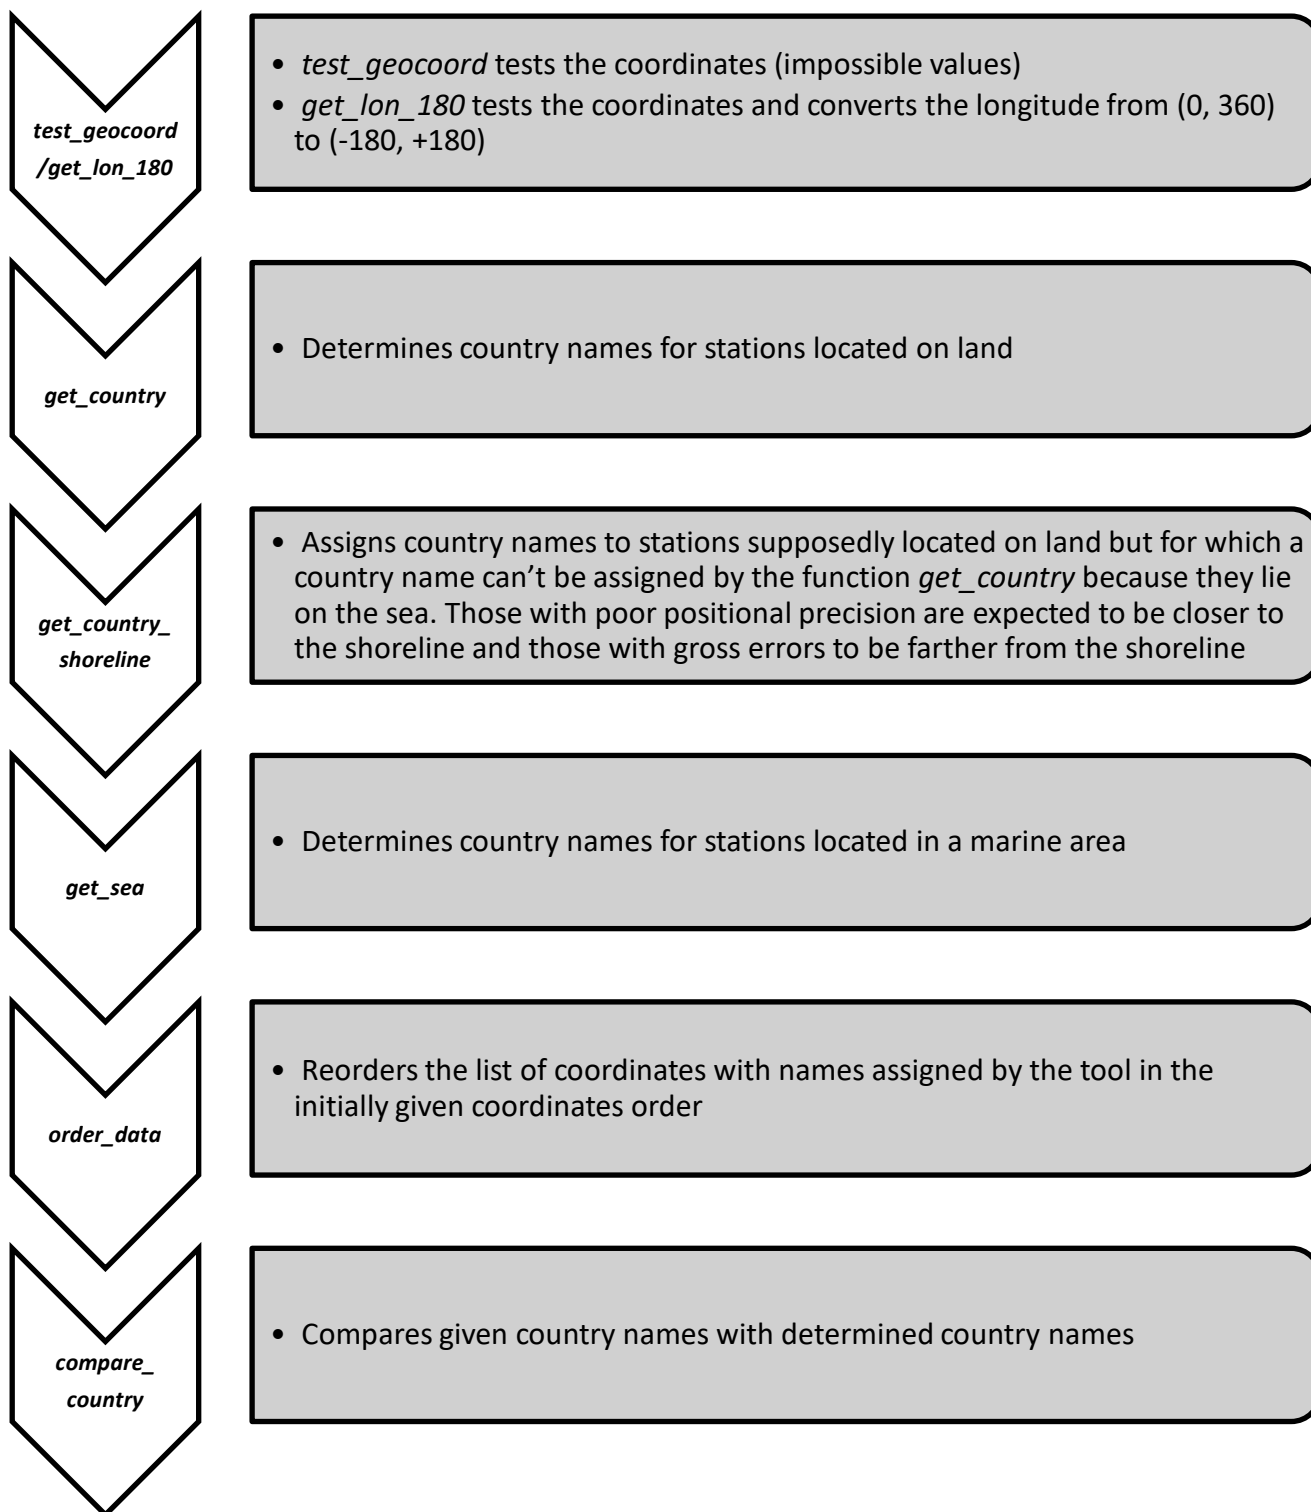 test_geocoord
/get_lon_180
• test_geocoord tests the coordinates (impossible values)
• get_lon_180 tests the coordinates and converts the longitude from (0, 360)
to (-180, +180)
get_country
• Determines country names for stations located on land
get_country_
shoreline
• Assigns country names to stations supposedly located on land but for which a
country name can’t be assigned by the function get_country because they lie
on the sea. Those with poor positional precision are expected to be closer to
the shoreline and those with gross errors to be farther from the shoreline
get_sea
• Determines country names for stations located in a marine area
order_data
• Reorders the list of coordinates with names assigned by the tool in the
initially given coordinates order
compare_
country
• Compares given country names with determined country names